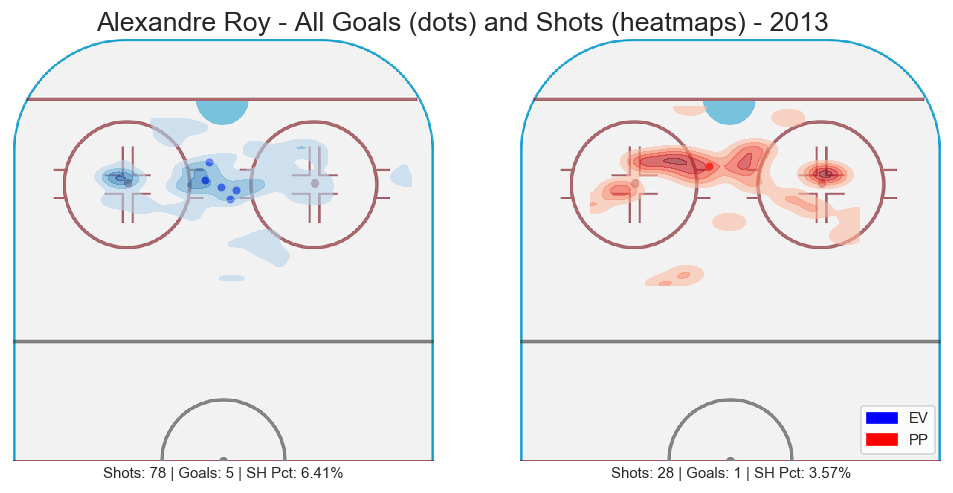 Alexandre Roy - All Goals (dots) and Shots (heatmaps) - 2013
EV
PP
Shots: 78 | Goals: 5 | SH Pct: 6.41%
Shots: 28 | Goals: 1 | SH Pct: 3.57%